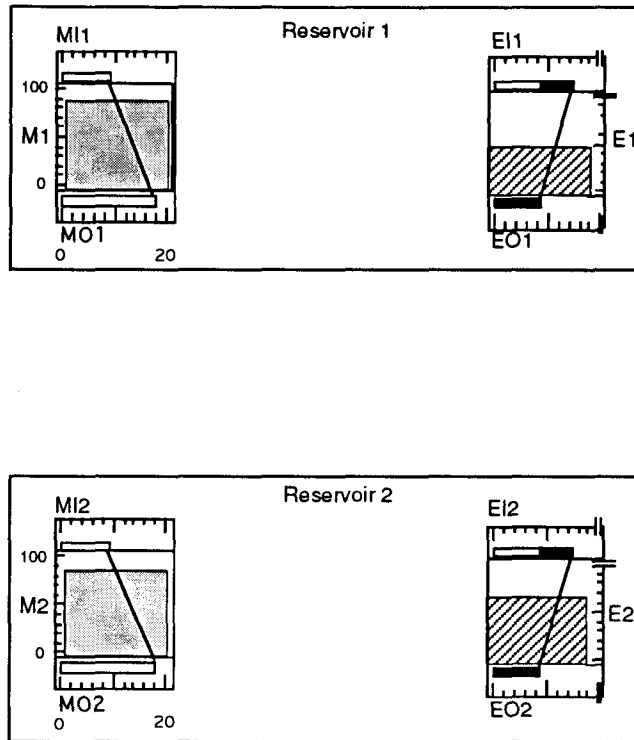 Reservoir 1
MI1
EI1
100
M1
E1
0
MO1
EO1
0 20
Reservoir 2
MI2
EI2
100
M2
E2
0
MO2
EO2
0 20